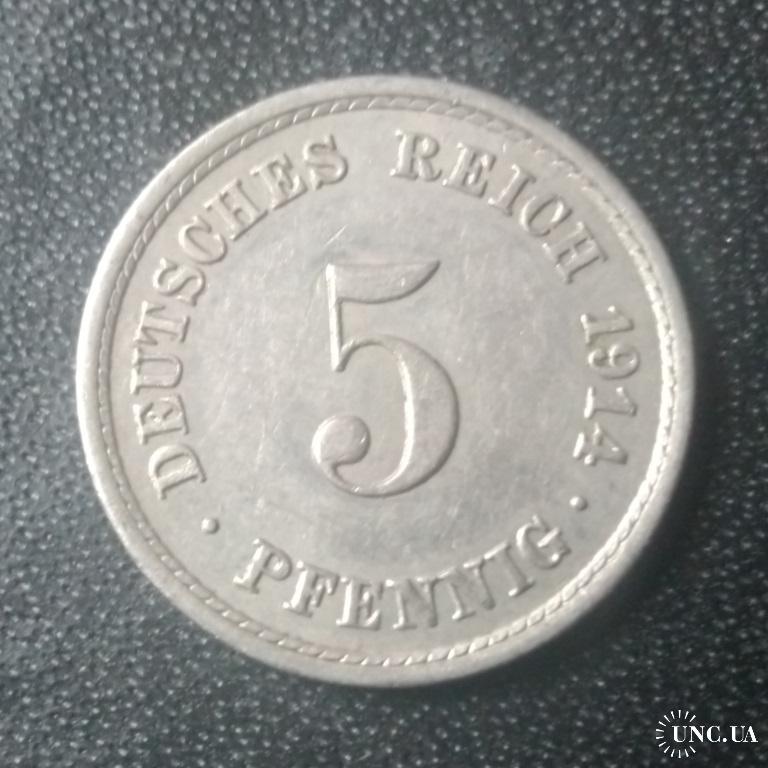 DEUTSCHES REICH 1914
5
· PFENNIG ·
UNC.UA